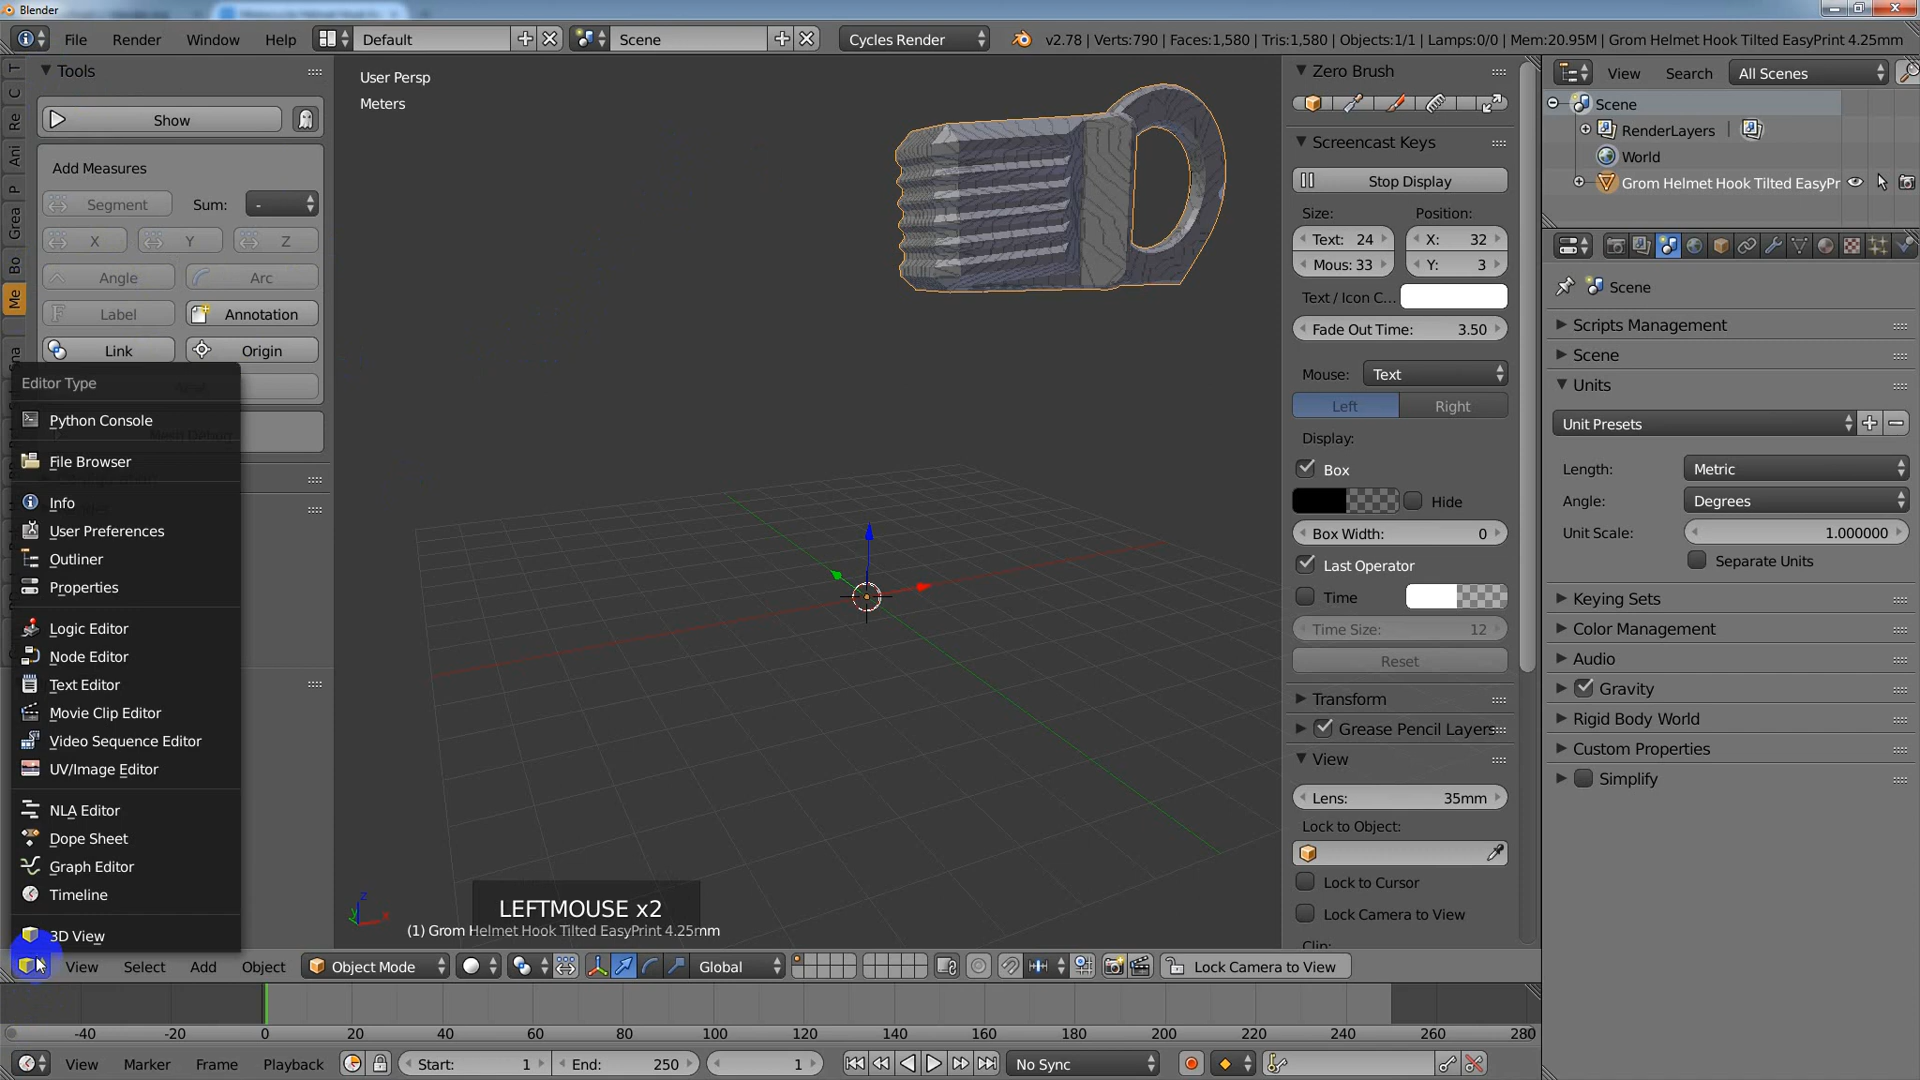 Blender
File Render Window Help Default Scene Cycles Render v2.78 | Verts:790 | Faces:1,580 | Tris:1,580 | Objects:1/1 | Lamps:0/0 | Mem:20.95M | Grom Helmet Hook Tilted EasyPrint 4.25mm
Tools
Show
Add Measures
Segment Sum: -
X Y Z
Angle Arc
Label Annotation
Link Origin
T
C
Re
Ani
P
Grea
Bo
Me
Editor Type
Python Console
File Browser
Info
User Preferences
Outliner
Properties
Logic Editor
Node Editor
Text Editor
Movie Clip Editor
Video Sequence Editor
UV/Image Editor
NLA Editor
Dope Sheet
Graph Editor
Timeline
3D View
User Persp
Meters
LEFTMOUSE x2
(1) Grom Helmet Hook Tilted EasyPrint 4.25mm
Zero Brush
Screencast Keys
Stop Display
Size: Position:
Text: 24 X: 32
Mous: 33 Y: 3
Text / Icon C...
Fade Out Time: 3.50
Mouse: Text
Left Right
Display:
Box
Hide
Box Width: 0
Last Operator
Time
Time Size: 12
Reset
Transform
Grease Pencil Layers
View
Lens: 35mm
Lock to Object:
Lock to Cursor
Lock Camera to View
Clip:
View Search All Scenes
Scene
RenderLayers
World
Grom Helmet Hook Tilted EasyPr
Scene
Scripts Management
Scene
Units
Unit Presets
Length: Metric
Angle: Degrees
Unit Scale: 1.000000
Separate Units
Keying Sets
Color Management
Audio
Gravity
Rigid Body World
Custom Properties
Simplify
View Select Add Object Object Mode Global Lock Camera to View
-40 -20 0 20 40 60 80 100 120 140 160 180 200 220 240 260 280
View Marker Frame Playback Start: 1 End: 250 1 No Sync